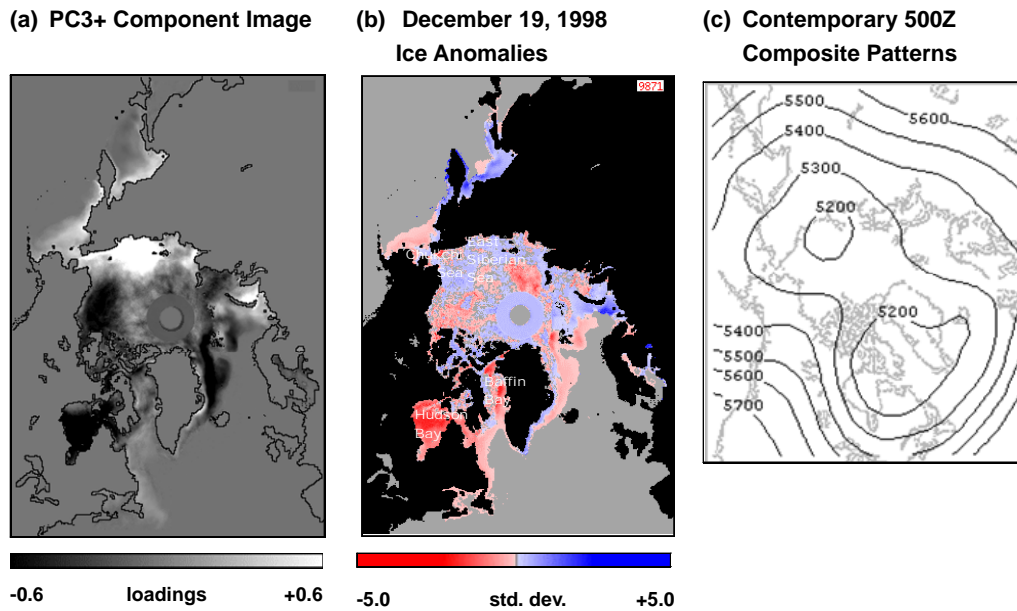 (a) PC3+ Component Image
(b) December 19, 1998
Ice Anomalies
(c) Contemporary 500Z
Composite Patterns
9871
Chukchi
Sea
East
Siberian
Sea
Baffin
Bay
Hudson
Bay
5500
5600
5400
5300
5200
5200
5400
5500
5600
5700
-0.6 loadings +0.6
-5.0 std. dev. +5.0